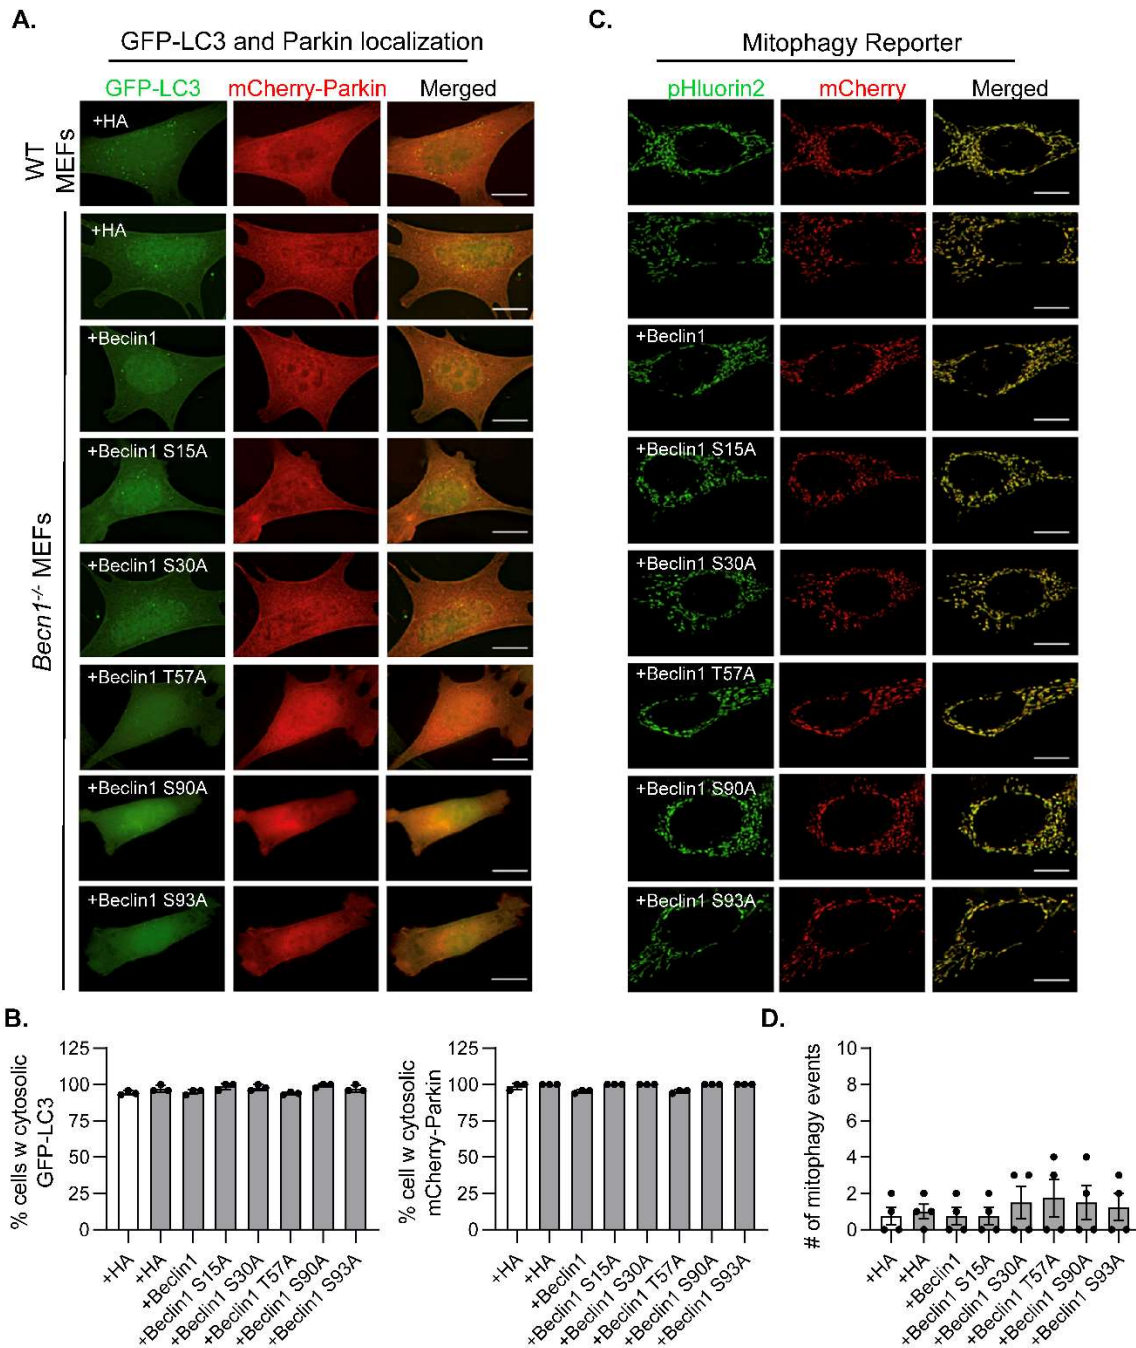 A.
GFP-LC3 and Parkin localization
GFP-LC3 mCherry-Parkin Merged
WT
MEFs
+HA
Becn1-/- MEFs
+HA
+Beclin1
+Beclin1 S15A
+Beclin1 S30A
+Beclin1 T57A
+Beclin1 S90A
+Beclin1 S93A
C.
Mitophagy Reporter
pHluorin2 mCherry Merged
+Beclin1
+Beclin1 S15A
+Beclin1 S30A
+Beclin1 T57A
+Beclin1 S90A
+Beclin1 S93A
B.
% cells w cytosolic
GFP-LC3
125
100
75
50
25
0
+HA
+HA
+Beclin1
+Beclin1 S15A
+Beclin1 S30A
+Beclin1 T57A
+Beclin1 S90A
+Beclin1 S93A
% cell w cytosolic
mCherry-Parkin
125
100
75
50
25
0
+HA
+HA
+Beclin1
+Beclin1 S15A
+Beclin1 S30A
+Beclin1 T57A
+Beclin1 S90A
+Beclin1 S93A
D.
# of mitophagy events
10
8
6
4
2
0
+HA
+HA
+Beclin1
+Beclin1 S15A
+Beclin1 S30A
+Beclin1 T57A
+Beclin1 S90A
+Beclin1 S93A